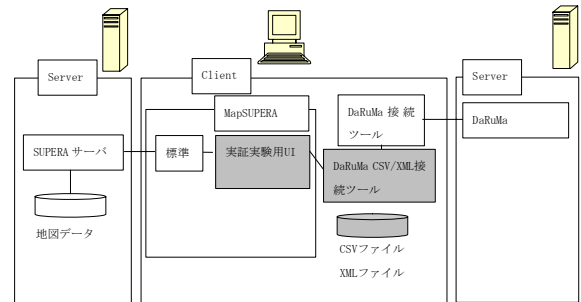 Server
Client
Server
MapSUPERA
DaRuMa 接 続
ツール
DaRuMa
SUPERA サーバ
標準
実証実験用UI
DaRuMa CSV/XML接
続ツール
地図データ
CSVファイル
XMLファイル